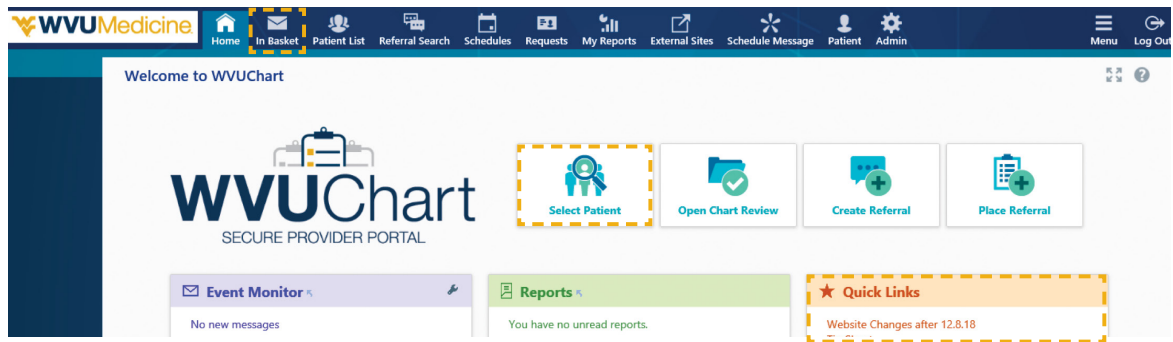 WVUMedicine
Home In Basket Patient List Referral Search Schedules Requests My Reports External Sites Schedule Message Patient Admin Menu Log Out
Welcome to WVUChart
WVUChart
SECURE PROVIDER PORTAL
Select Patient Open Chart Review Create Referral Place Referral
Event Monitor Reports Quick Links
No new messages You have no unread reports. Website Changes after 12.8.18